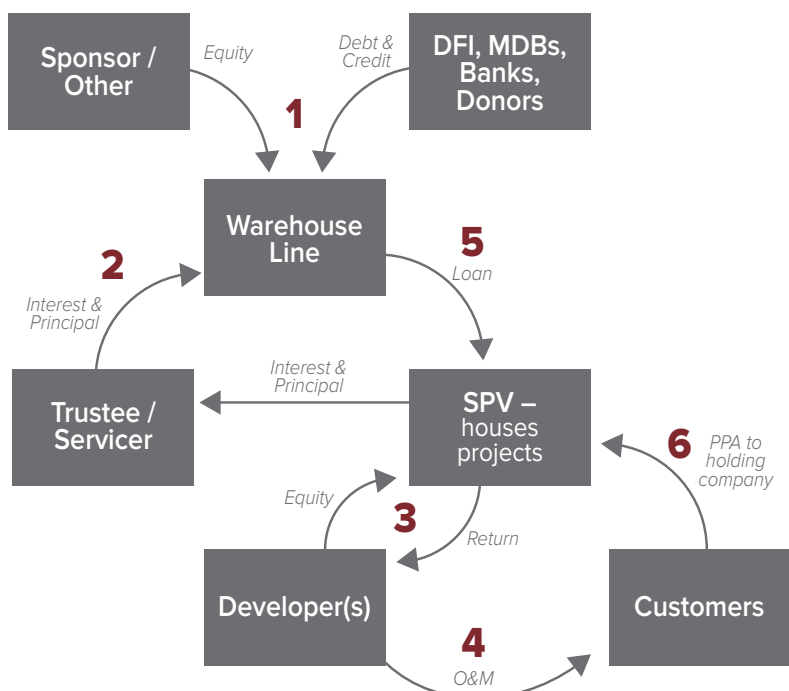 Sponsor /
Other
Equity
1
Debt &
Credit
DFI, MDBs,
Banks,
Donors
Warehouse
Line
2
Interest &
Principal
5
Loan
Trustee /
Servicer
Interest &
Principal
SPV –
houses
projects
6
PPA to
holding
company
Equity
3
Return
Developer(s)
4
O&M
Customers